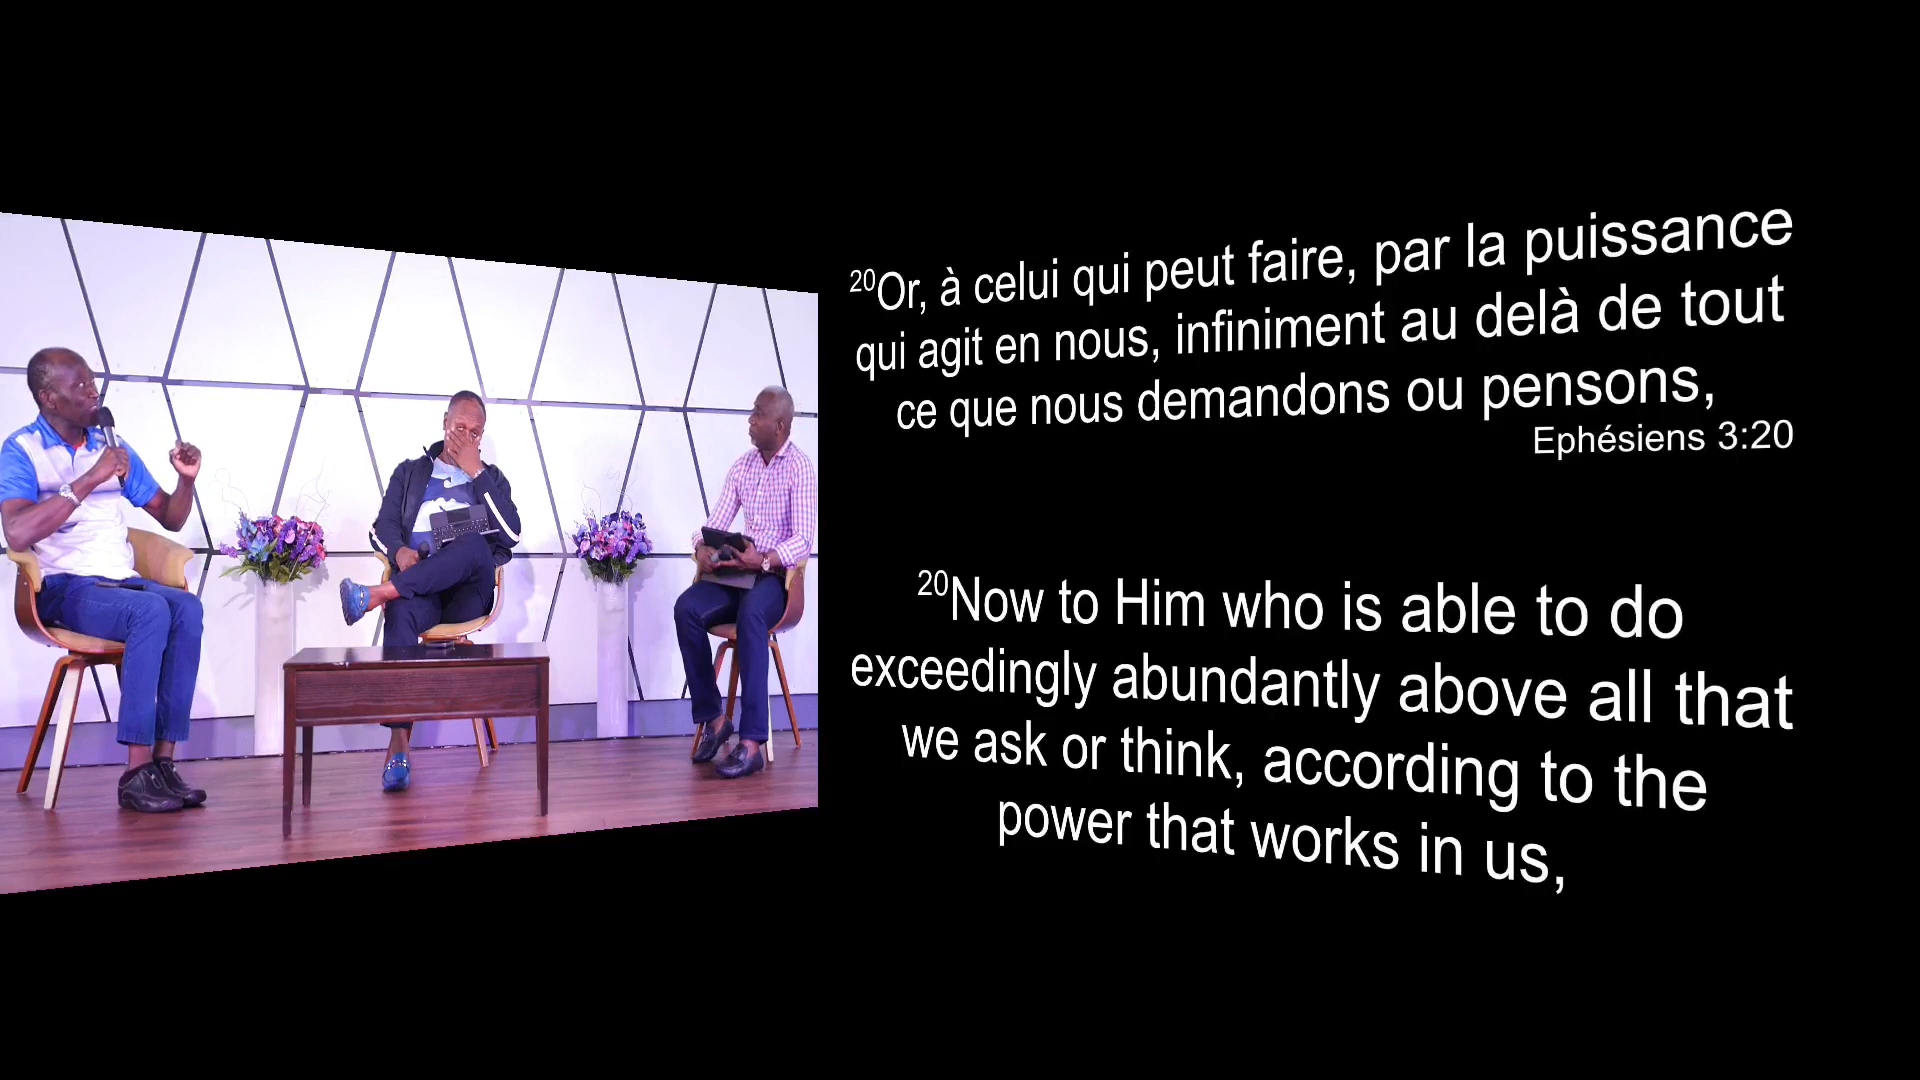 20Or, à celui qui peut faire, par la puissance
qui agit en nous, infiniment au delà de tout
ce que nous demandons ou pensons,
Ephésiens 3:20
20Now to Him who is able to do
exceedingly abundantly above all that
we ask or think, according to the
power that works in us,